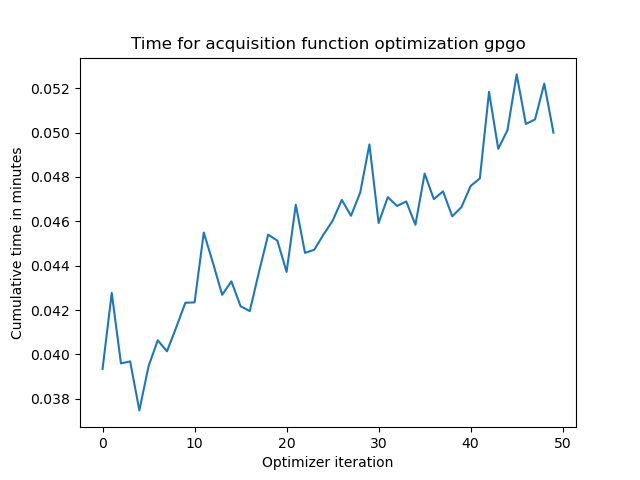 Time for acquisition function optimization gpgo
0.052
0.050
0.048
0.046
0.044
0.042
0.040
0.038
Cumulative time in minutes
0 10 20 30 40 50
Optimizer iteration